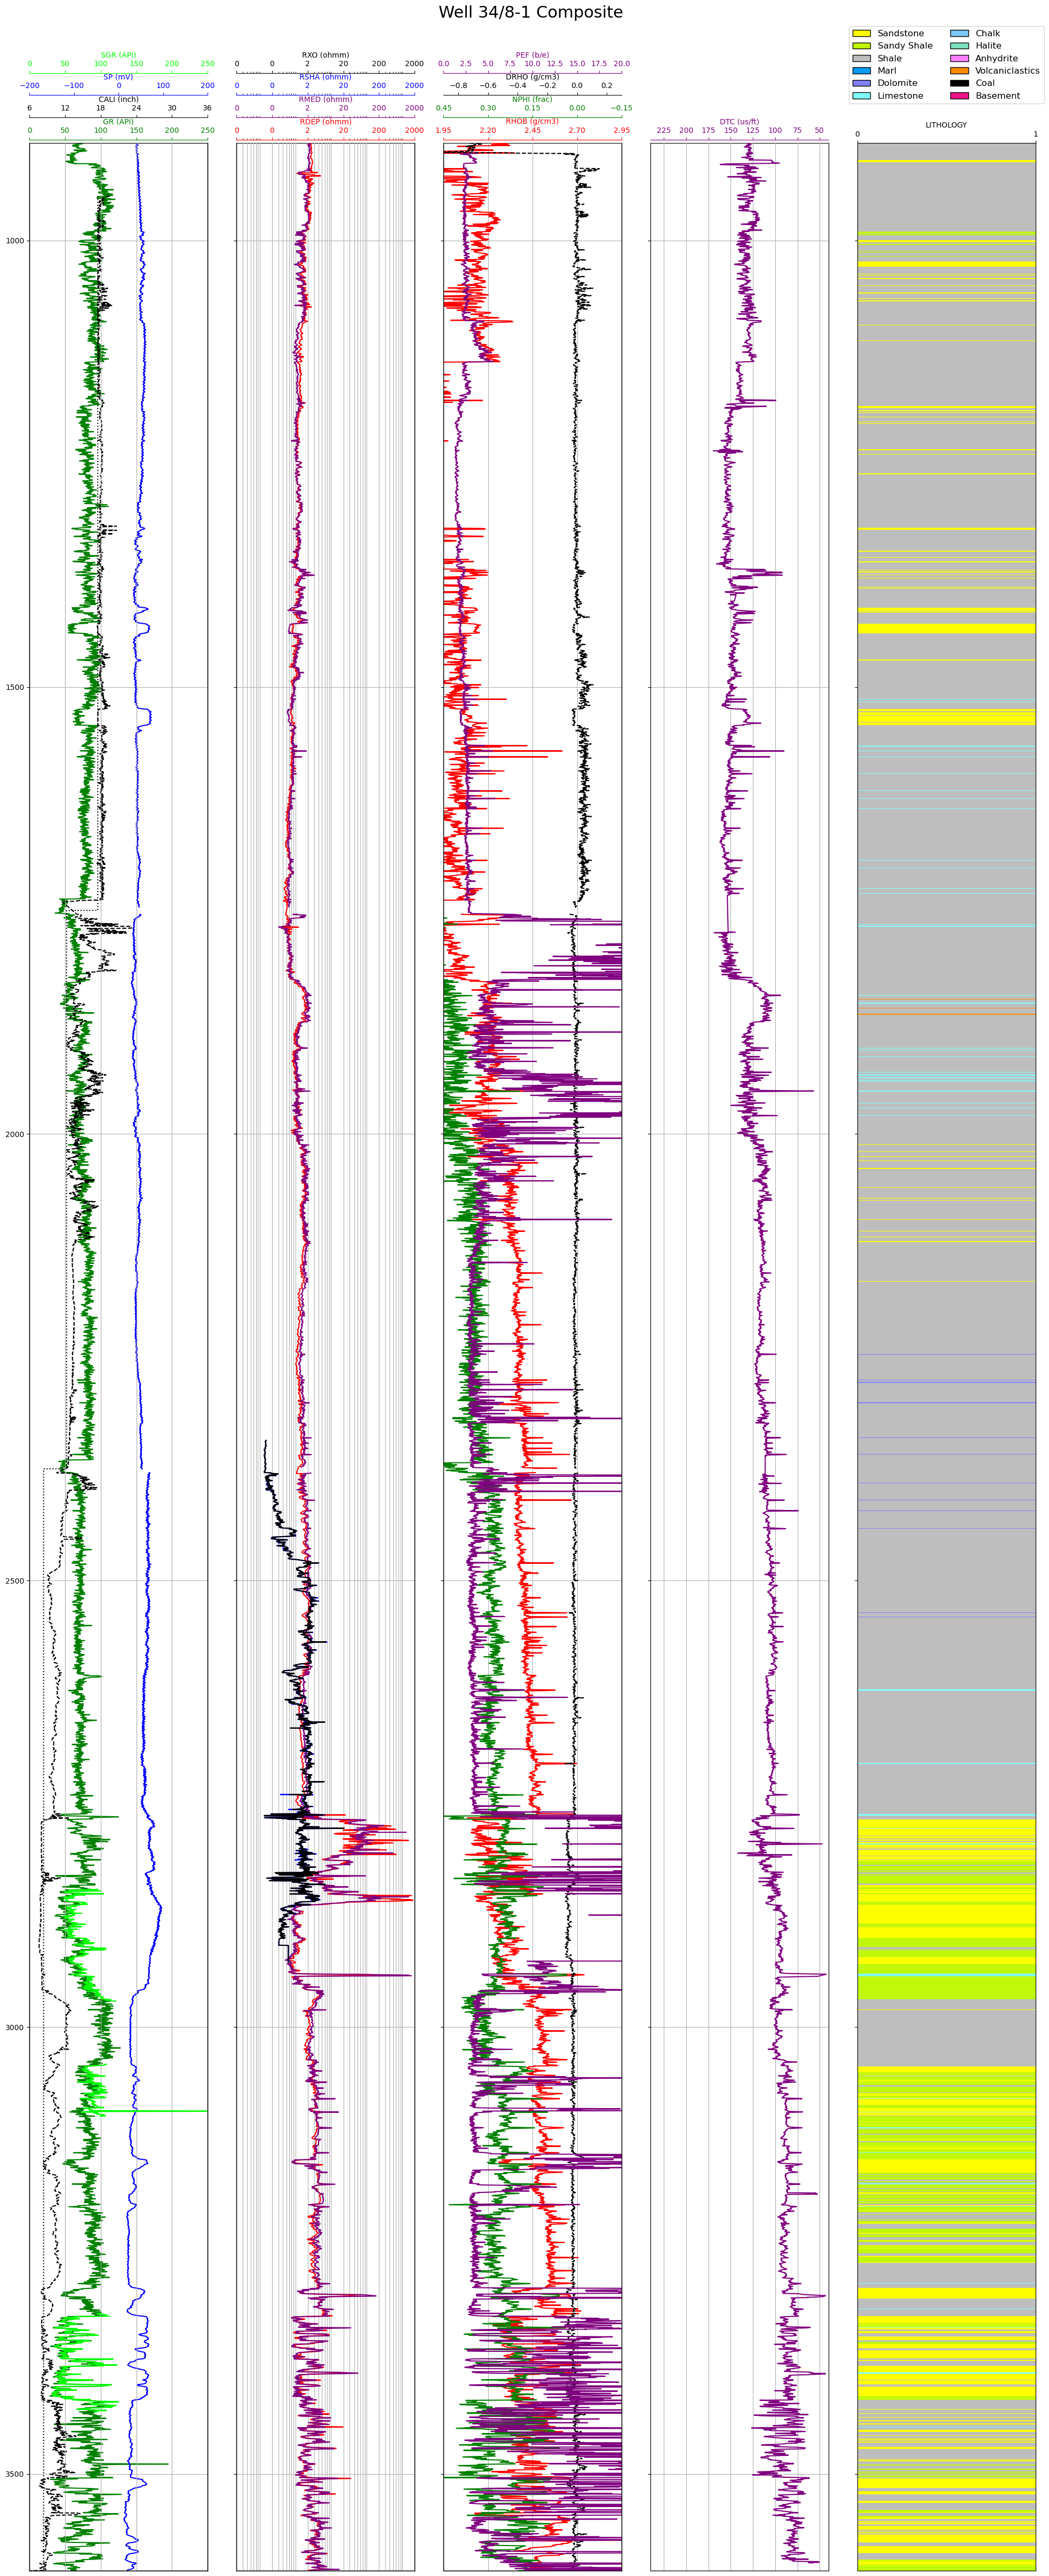 Well 34/8-1 Composite
Sandstone Chalk
Sandy Shale Halite
Shale Anhydrite
Marl Volcaniclastics
Dolomite Coal
Limestone Basement
SGR (API)
0 50 100 150 200 250
SP (mV)
−200 −100 0 100 200
CALI (inch)
6 12 18 24 30 36
GR (API)
0 50 100 150 200 250
RXO (ohmm)
0 0 2 20 200 2000
RSHA (ohmm)
0 0 2 20 200 2000
RMED (ohmm)
0 0 2 20 200 2000
RDEP (ohmm)
0 0 2 20 200 2000
PEF (b/e)
0.0 2.5 5.0 7.5 10.0 12.5 15.0 17.5 20.0
DRHO (g/cm3)
−0.8 −0.6 −0.4 −0.2 0.0 0.2
NPHI (frac)
0.45 0.30 0.15 0.00 −0.15
RHOB (g/cm3)
1.95 2.20 2.45 2.70 2.95
DTC (us/ft)
225 200 175 150 125 100 75 50
LITHOLOGY
0 1
1000
1500
2000
2500
3000
3500